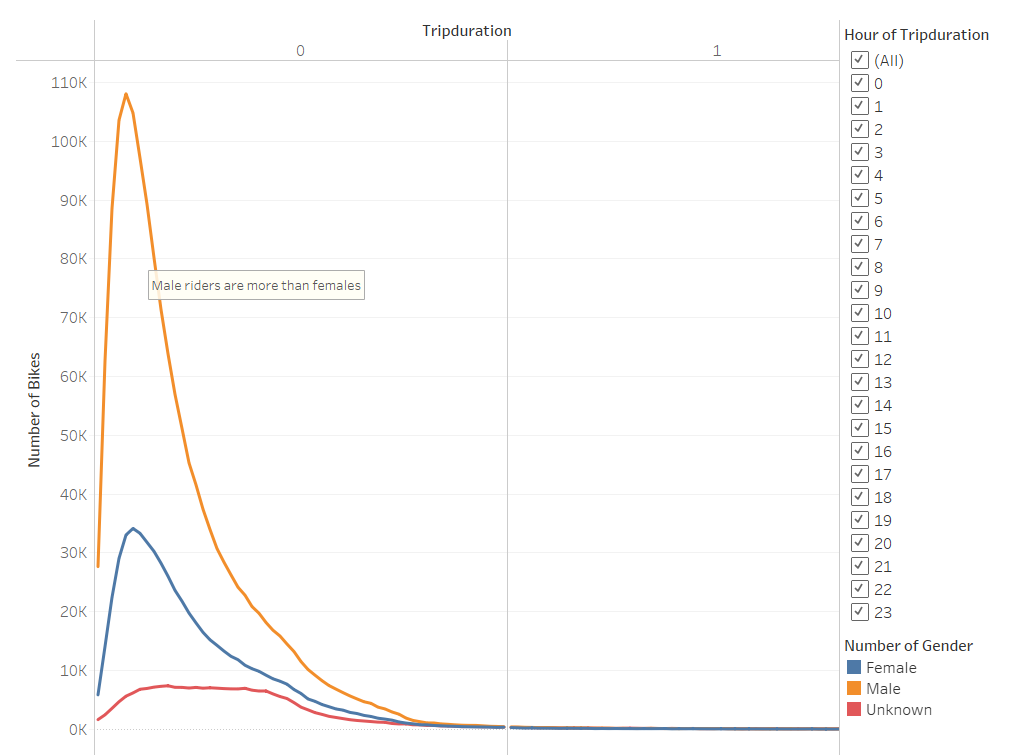 Tripduration
0
1
110K
100K
90K
80K
70K
60K
50K
40K
30K
20K
10K
0K
Number of Bikes
Male riders are more than females
Hour of Tripduration
(All)
0
1
2
3
4
5
6
7
8
9
10
11
12
13
14
15
16
17
18
19
20
21
22
23
Number of Gender
Female
Male
Unknown